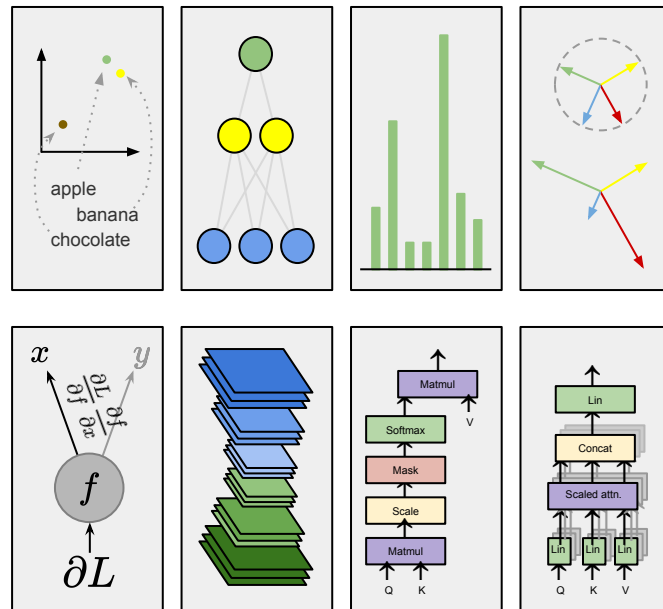 apple
banana
chocolate
x
y
∂L
∂f
∂f
∂x
f
∂L
Matmul
V
Softmax
Mask
Scale
Matmul
Q K
Lin
Concat
Scaled attn.
Lin Lin Lin
Q K V